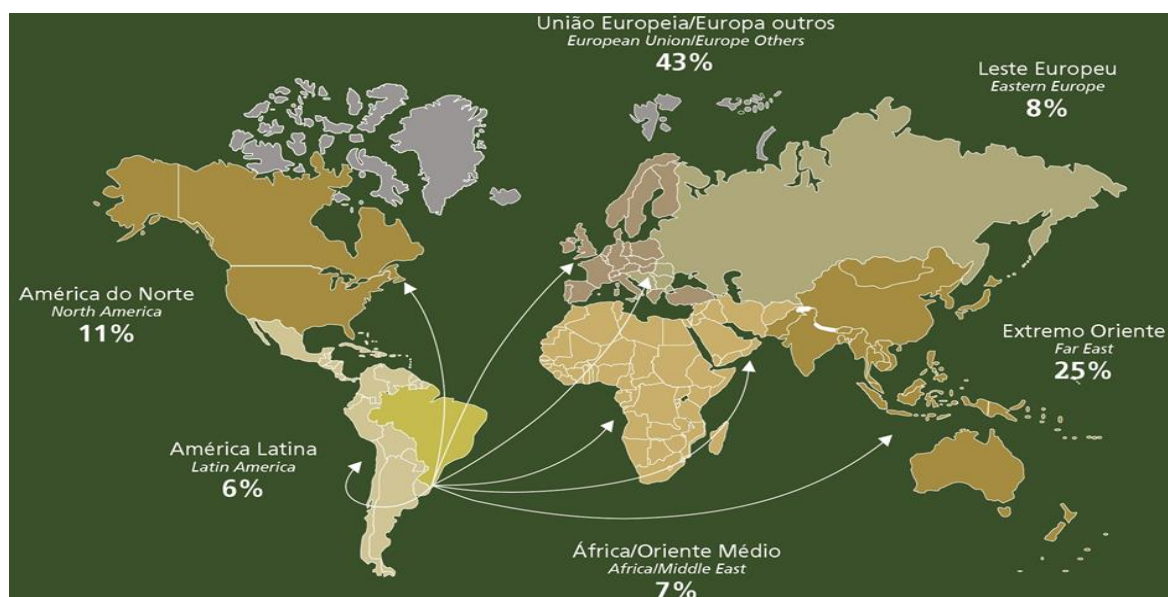 União Europeia/Europa outros
European Union/Europe Others
43%
Leste Europeu
Eastern Europe
8%
América do Norte
North America
11%
Extremo Oriente
Far East
25%
América Latina
Latin America
6%
África/Oriente Médio
Africa/Middle East
7%